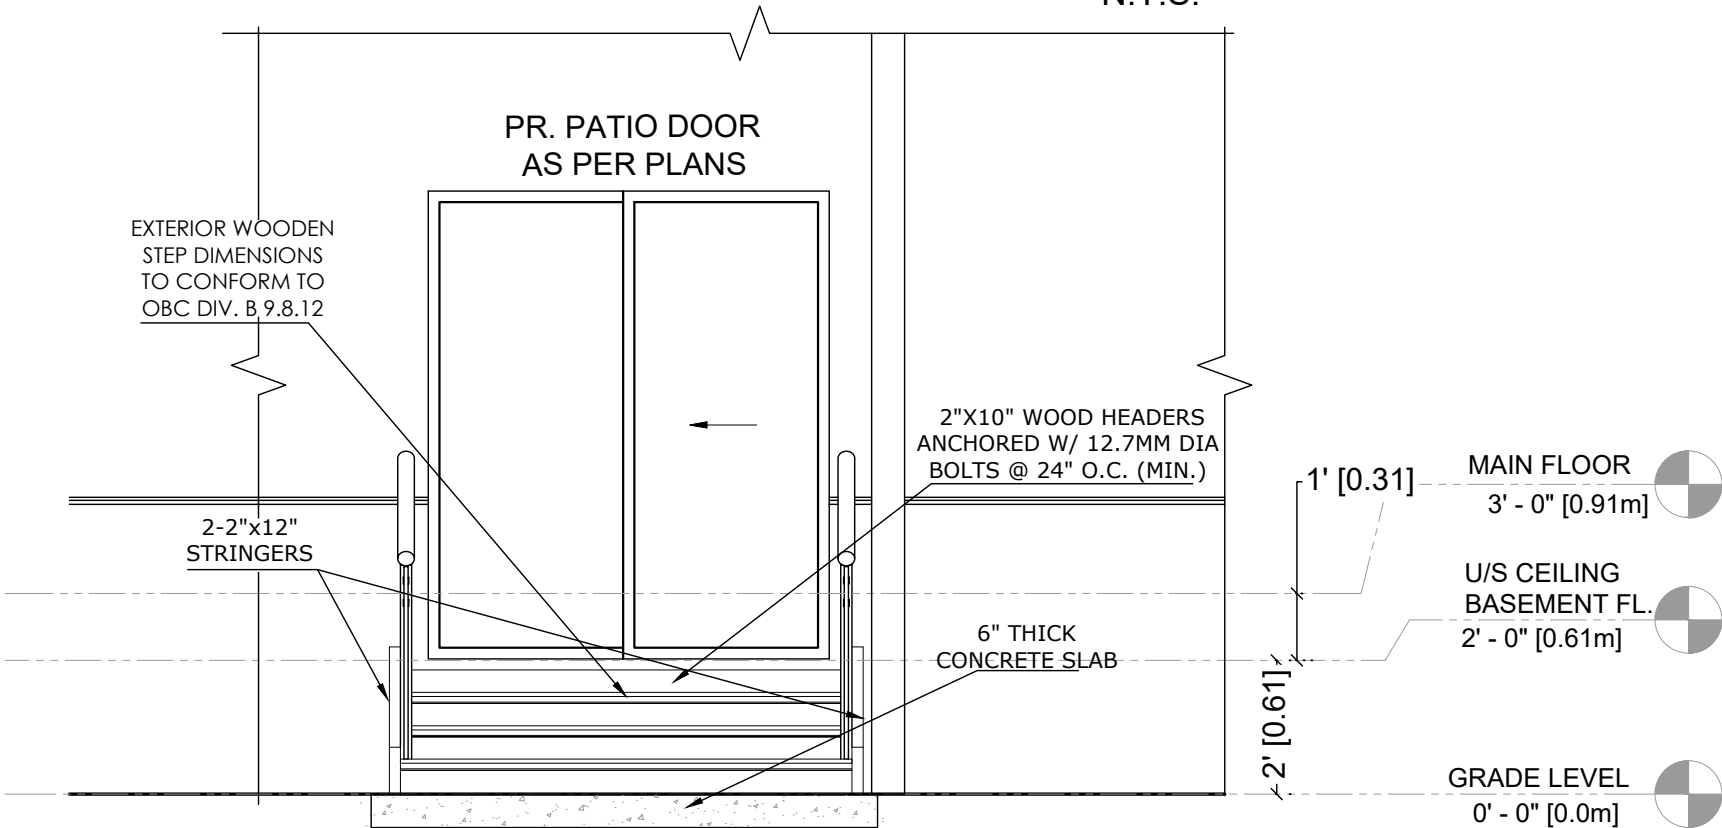 N.T.S.
PR. PATIO DOOR
AS PER PLANS
EXTERIOR WOODEN
STEP DIMENSIONS
TO CONFORM TO
OBC DIV. B 9.8.12
2"X10" WOOD HEADERS
ANCHORED W/ 12.7MM DIA
BOLTS @ 24" O.C. (MIN.)
2-2"x12"
STRINGERS
6" THICK
CONCRETE SLAB
1' [0.31]
2' [0.61]
MAIN FLOOR
3' - 0" [0.91m]
U/S CEILING
BASEMENT FL.
2' - 0" [0.61m]
GRADE LEVEL
0' - 0" [0.0m]